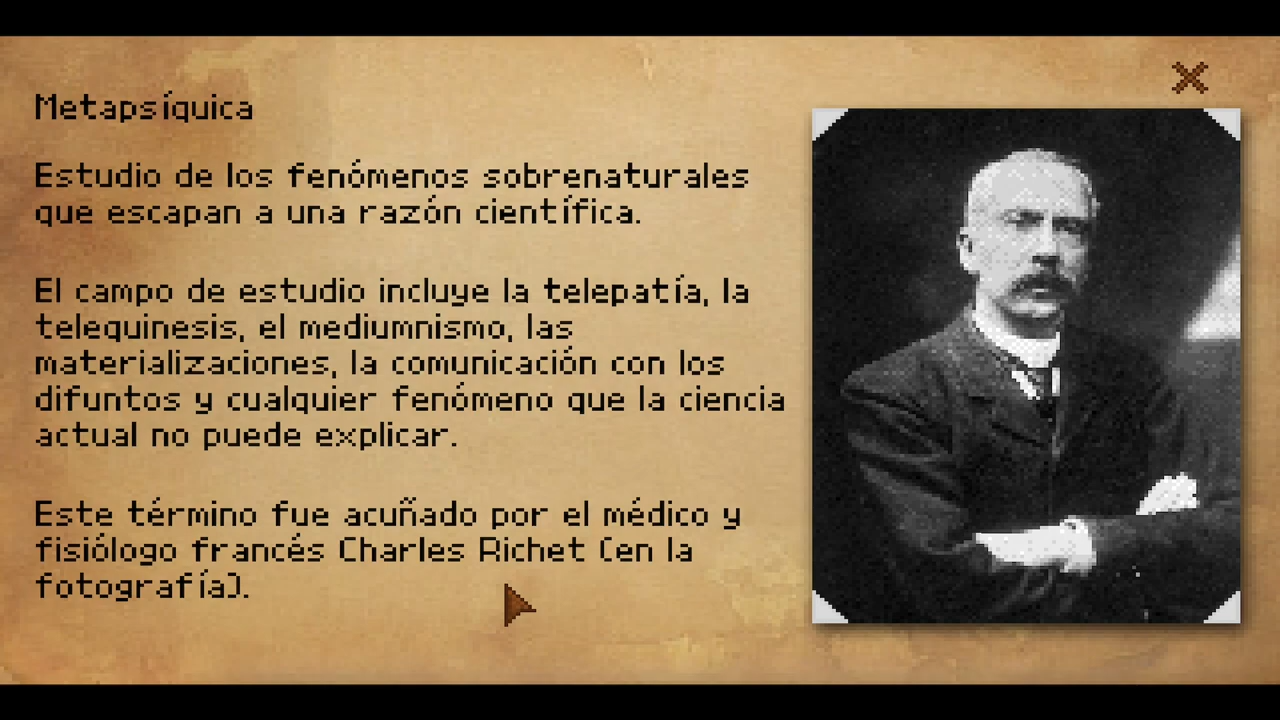 Metapsíquica
Estudio de los fenómenos sobrenaturales
que escapan a una razón científica.
El campo de estudio incluye la telepatía, la
telequinesis, el mediumnismo, las
materializaciones, la comunicación con los
difuntos y cualquier fenómeno que la ciencia
actual no puede explicar.
Este término fue acuñado por el médico y
fisiólogo francés Charles Richet (en la
fotografía).